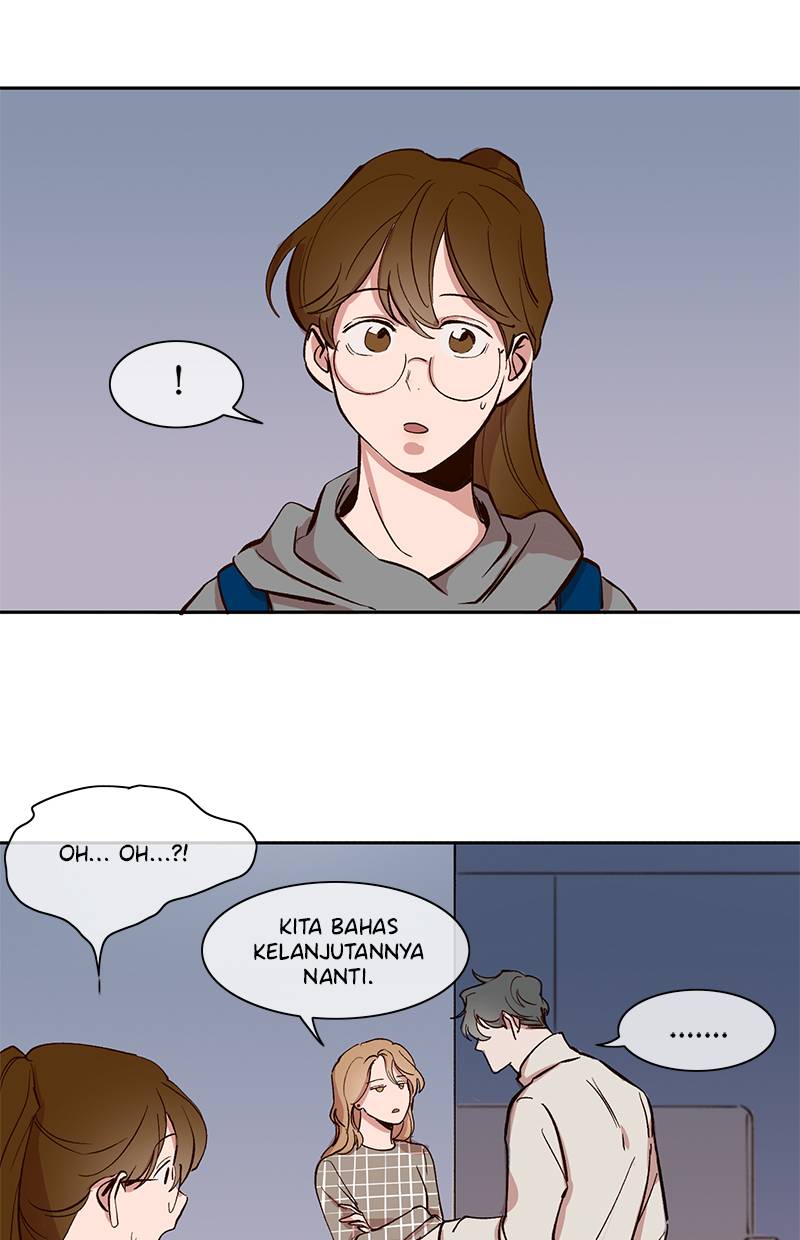 !
OH... OH...?!
KITA BAHAS
KELANJUTANNYA
NANTI.
.......